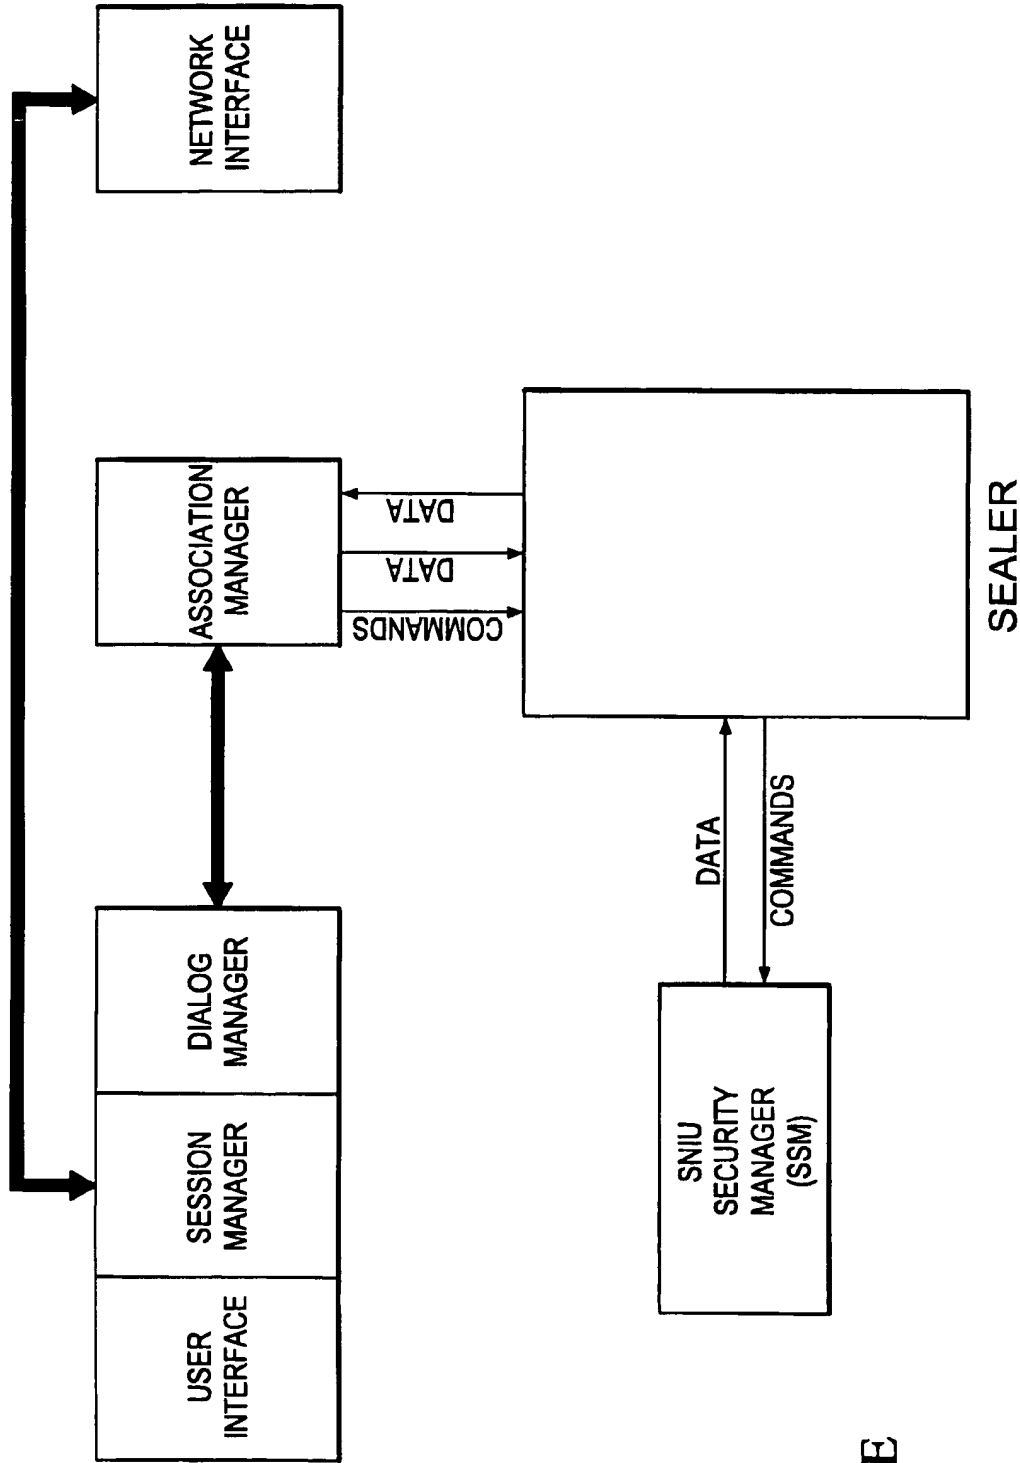 USER
INTERFACE
SESSION
MANAGER
DIALOG
MANAGER
ASSOCIATION
MANAGER
NETWORK
INTERFACE
COMMANDS
DATA
DATA
SNIU
SECURITY
MANAGER
(SSM)
DATA
COMMANDS
SEALER
E